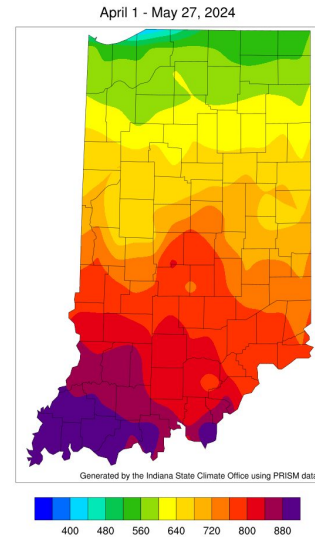 April 1 - May 27, 2024
Generated by the Indiana State Climate Office using PRISM data
400 480 560 640 720 800 880